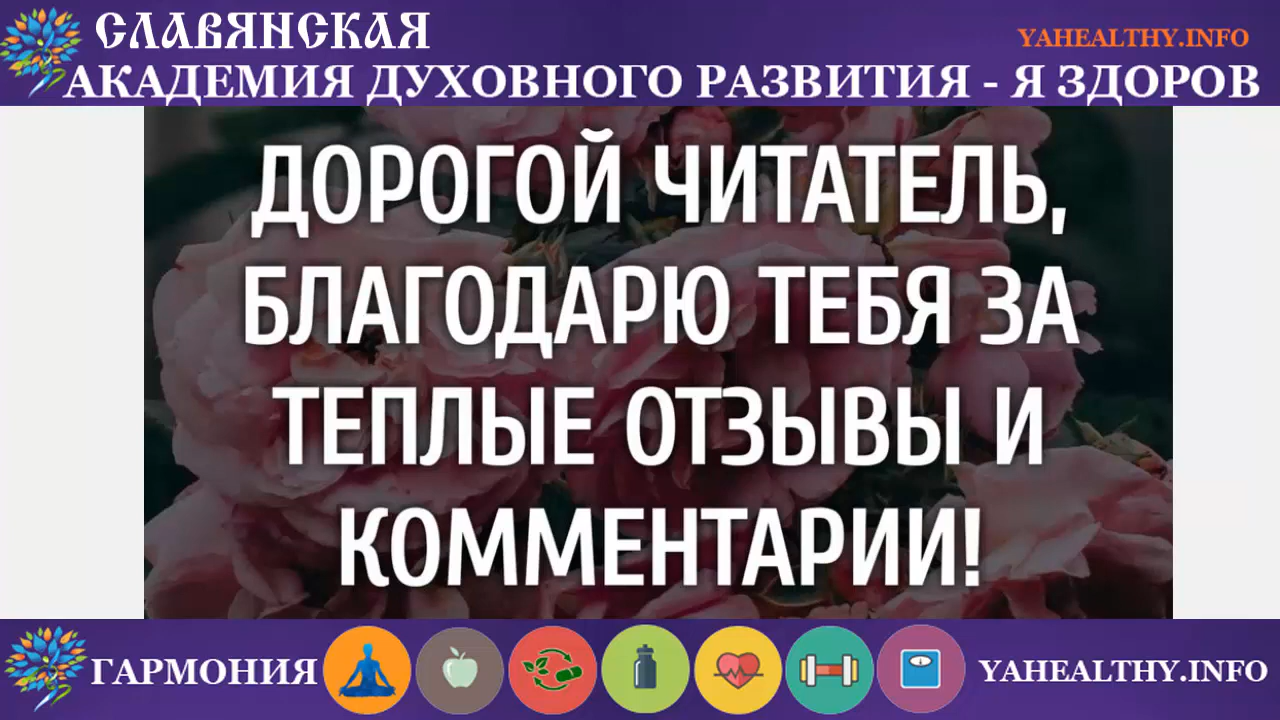 СЛАВЯНСКАЯ
YAHEALTHY.INFO
АКАДЕМИЯ ДУХОВНОГО РАЗВИТИЯ - Я ЗДОРОВ
ДОРОГОЙ ЧИТАТЕЛЬ,
БЛАГОДАРЮ ТЕБЯ ЗА
ТЕПЛЫЕ ОТЗЫВЫ И
КОММЕНТАРИИ!
ГАРМОНИЯ
YAHEALTHY.INFO